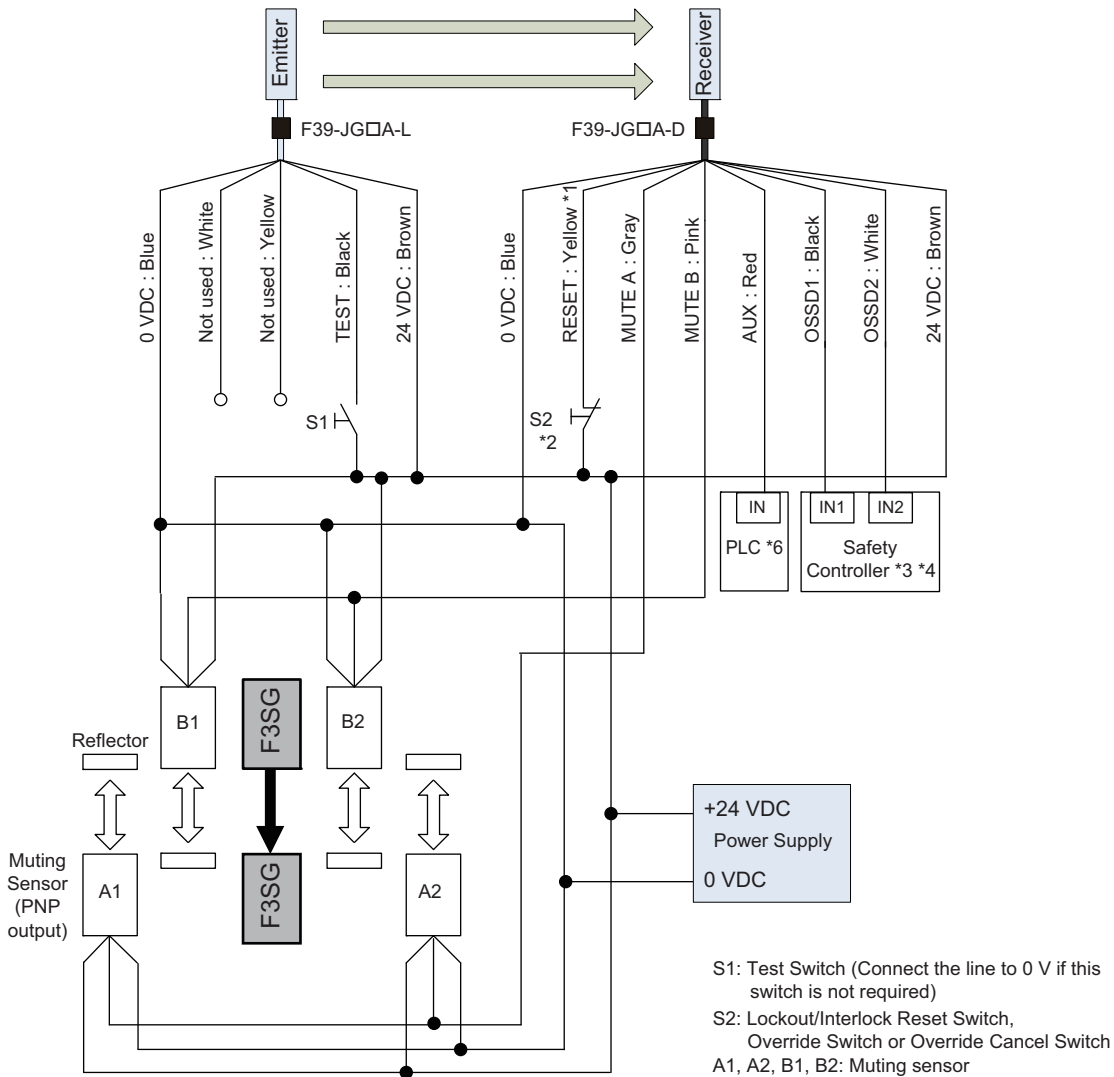 Emitter
Receiver
F39-JG□A-L
F39-JG□A-D
0 VDC : Blue
Not used : White
Not used : Yellow
TEST : Black
24 VDC : Brown
0 VDC : Blue
RESET : Yellow *1
MUTE A : Gray
MUTE B : Pink
AUX : Red
OSSD1 : Black
OSSD2 : White
24 VDC : Brown
S1
S2
*2
IN
IN1
IN2
PLC *6
Safety
Controller *3 *4
B1
F3SG
B2
Reflector
Muting
Sensor
(PNP
output)
A1
F3SG
A2
+24 VDC
Power Supply
0 VDC
S1: Test Switch (Connect the line to 0 V if this
switch is not required)
S2: Lockout/Interlock Reset Switch,
Override Switch or Override Cancel Switch
A1, A2, B1, B2: Muting sensor